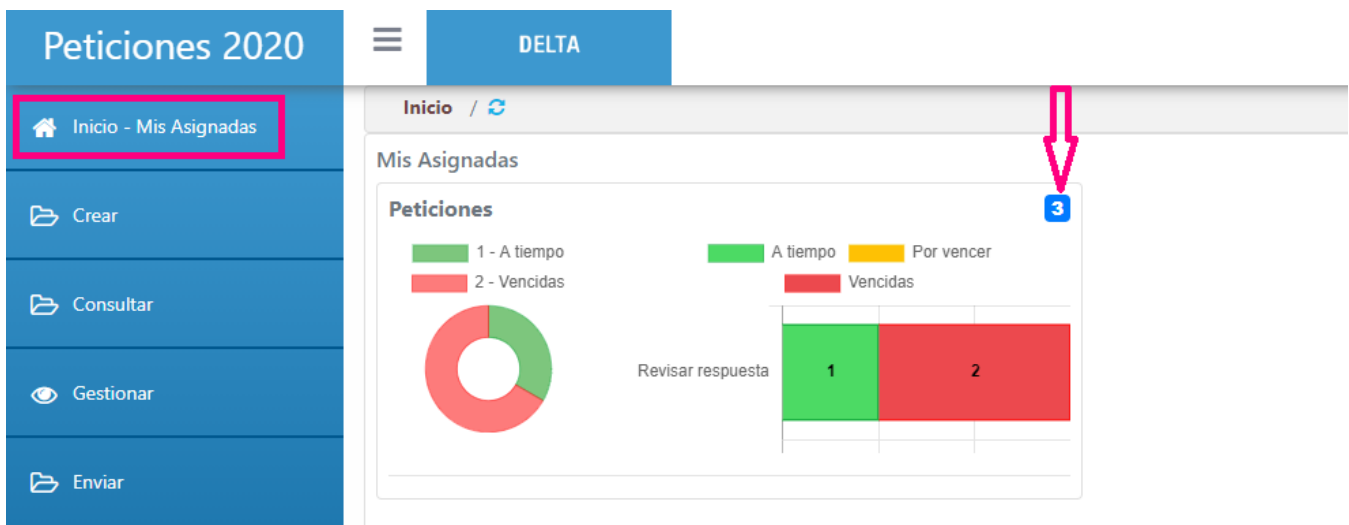 Peticiones 2020
DELTA
Inicio - Mis Asignadas
Crear
Consultar
Gestionar
Enviar
Inicio /
Mis Asignadas
Peticiones
3
1 - A tiempo
2 - Vencidas
A tiempo
Por vencer
Vencidas
Revisar respuesta
1
2